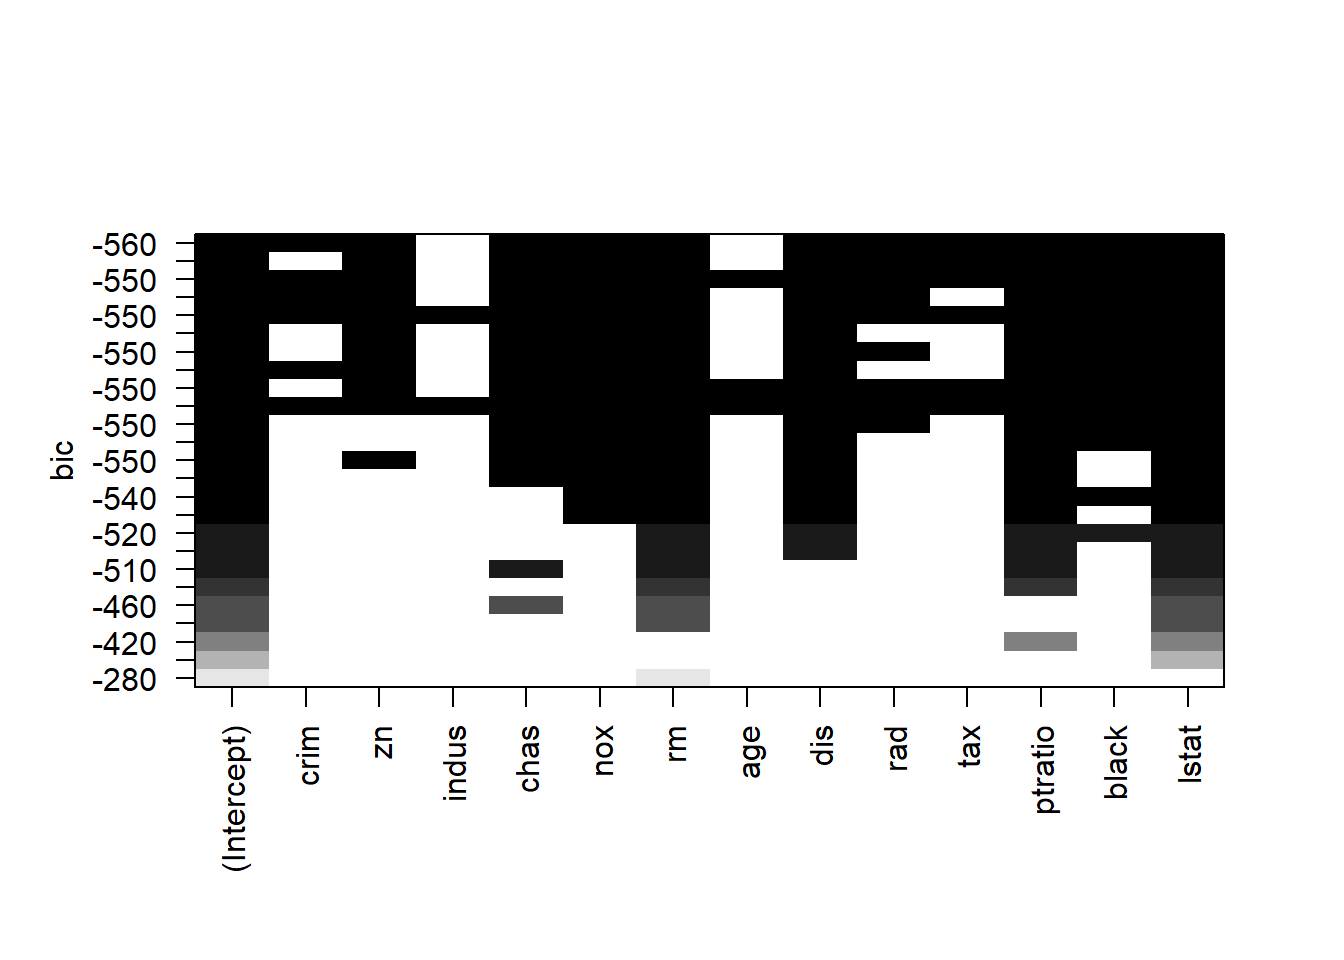 bic
-560
-550
-550
-550
-550
-550
-550
-540
-520
-510
-460
-420
-280
(Intercept)
crim
zn
indus
chas
nox
rm
age
dis
rad
tax
ptratio
black
lstat